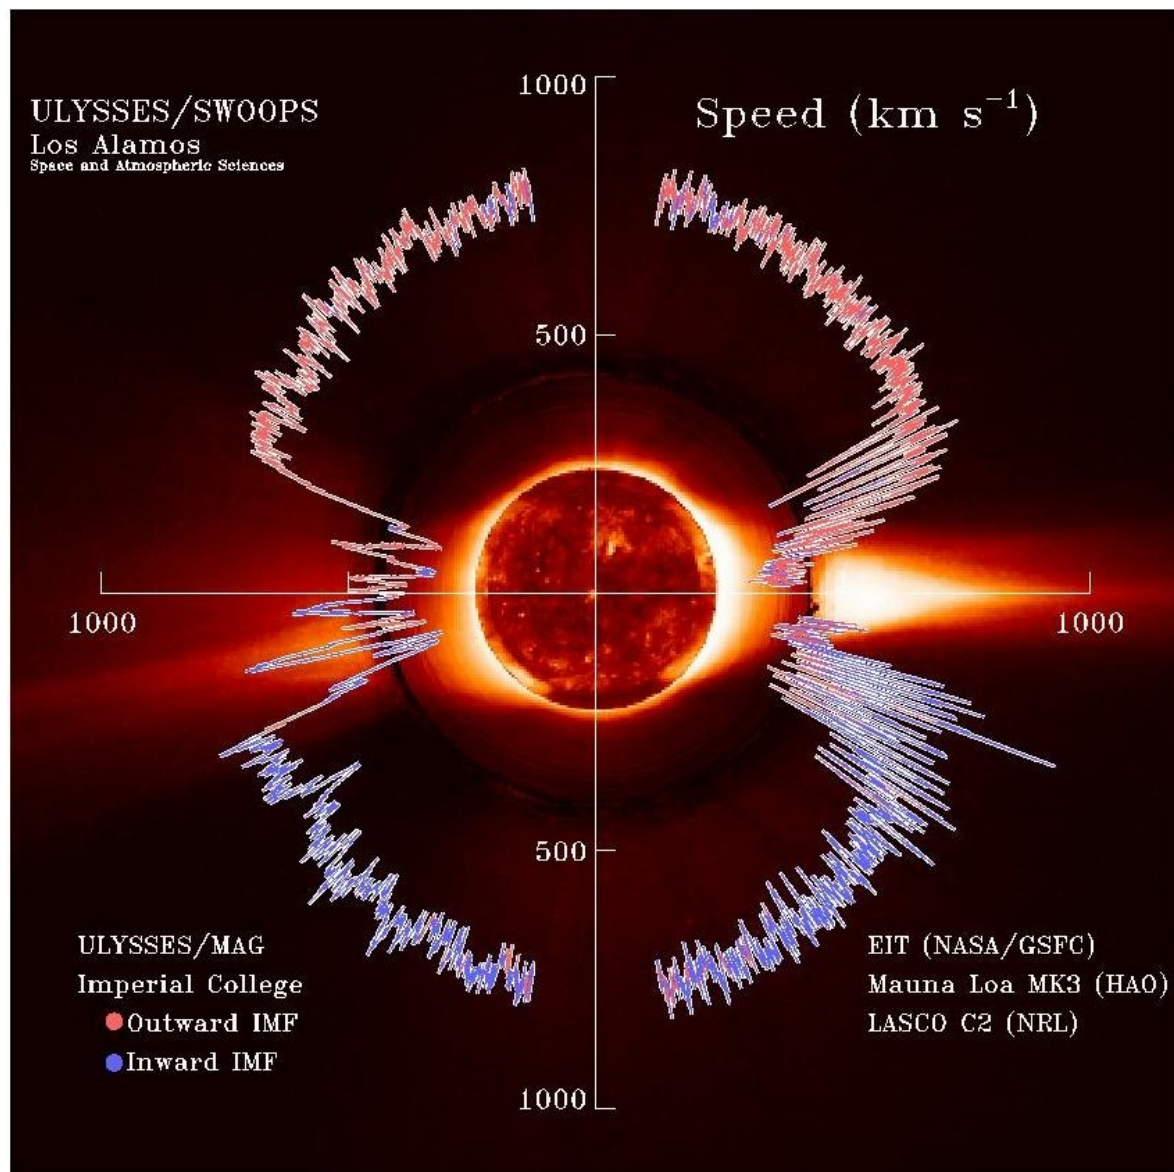 ULYSSES/SWOOPS
Los Alamos
Space and Atmospheric Sciences
Speed (km s⁻¹)
1000
500
1000
1000
500
1000
ULYSSES/MAG
Imperial College
Outward IMF
Inward IMF
EIT (NASA/GSFC)
Mauna Loa MK3 (HAO)
LASCO C2 (NRL)